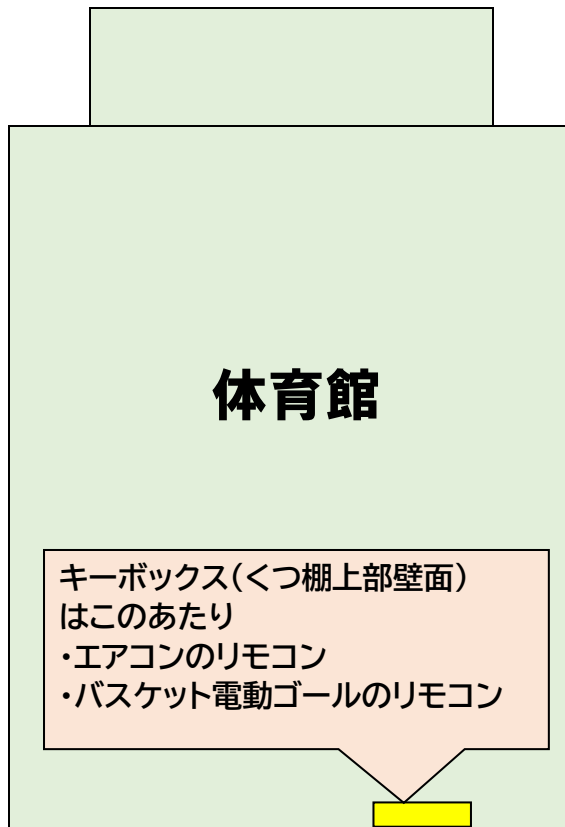 体育館
キーボックス(くつ棚上部壁面)
はこのあたり
・エアコンのリモコン
・バスケット電動ゴールのリモコン